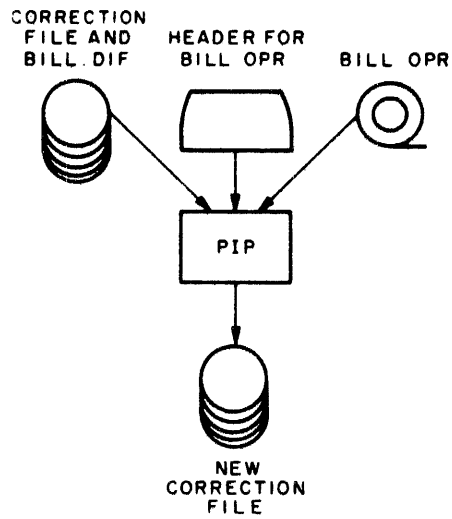 CORRECTION
FILE AND
BILL.DIF
HEADER FOR
BILL OPR
BILL OPR
PIP
NEW
CORRECTION
FILE